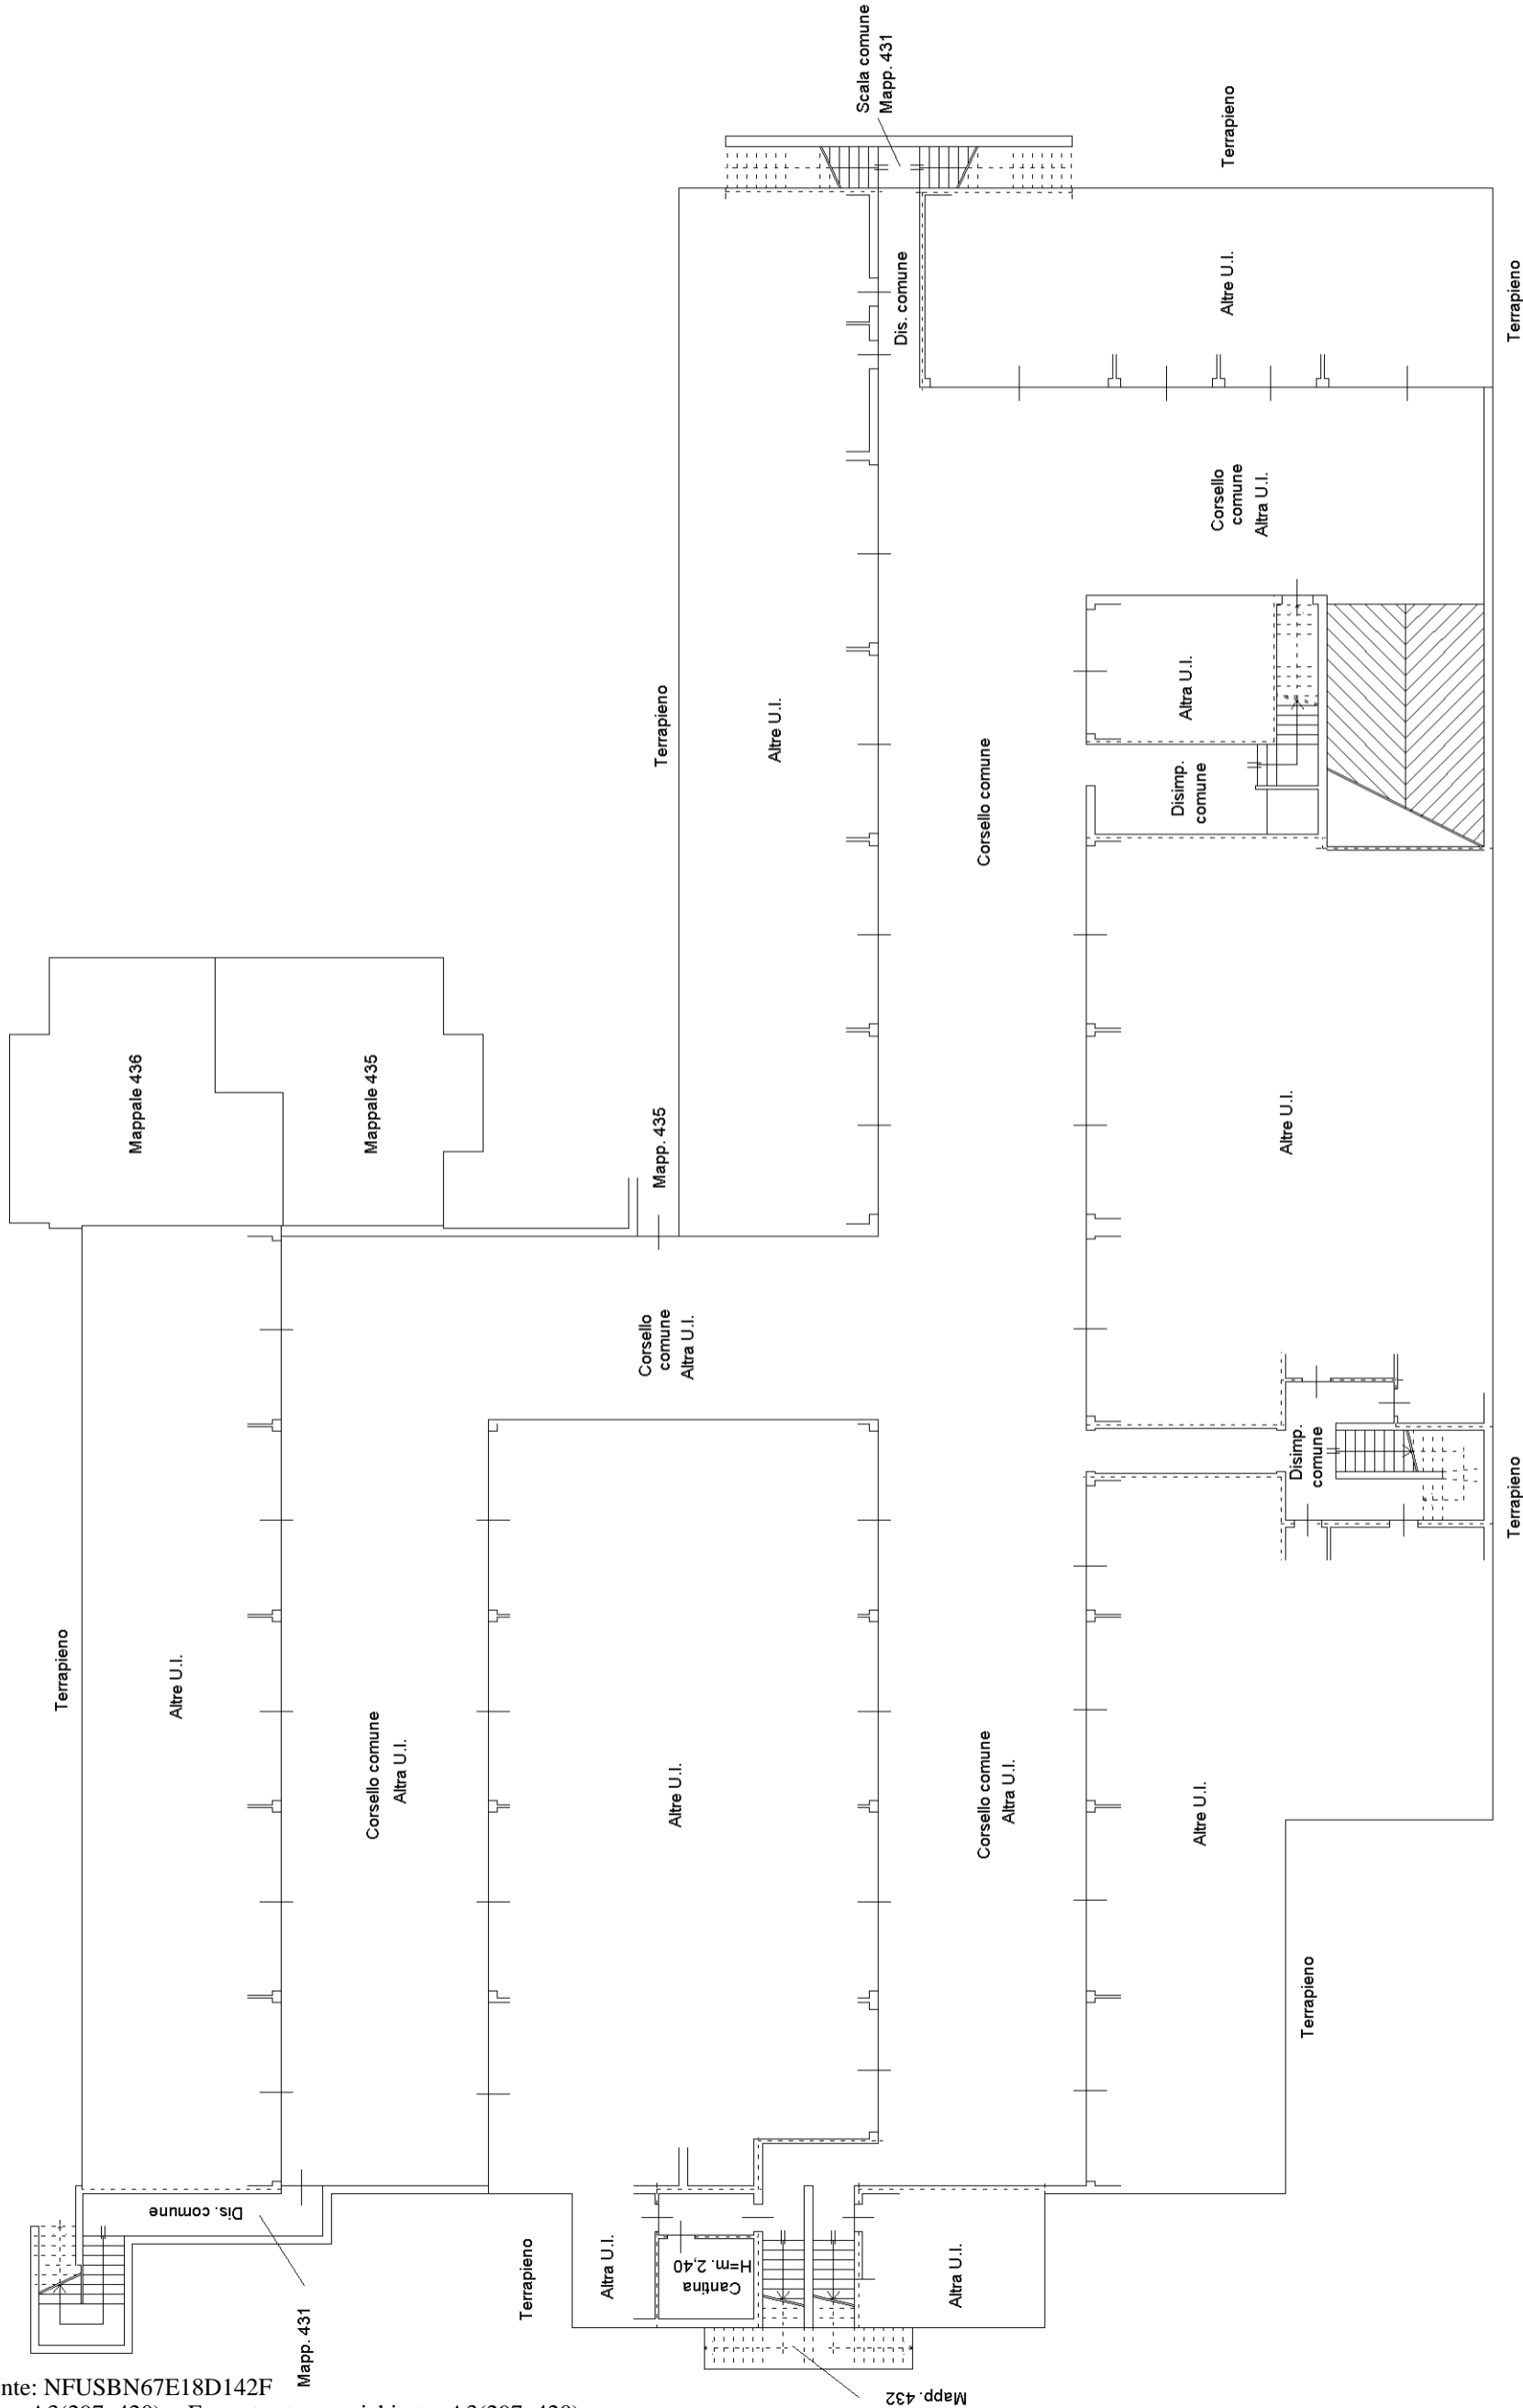 Scala comune
Mapp. 431
Terrapieno
Dis. comune
Altre U.I.
Terrapieno
Corsello
comune
Altra U.I.
Terrapieno
Altre U.I.
Altra U.I.
Corsello comune
Disimp.
comune
Mappale 436
Mappale 435
Mapp. 435
Altre U.I.
Corsello
comune
Altra U.I.
Disimp.
comune
Terrapieno
Terrapieno
Altre U.I.
Corsello comune
Altra U.I.
Altre U.I.
Corsello comune
Altra U.I.
Altre U.I.
Terrapieno
Dis. comune
Mapp. 431
Terrapieno
Altra U.I.
Cantina
H=m. 2,40
Altra U.I.
Mapp. 432
nte: NFUSBN67E18D142F